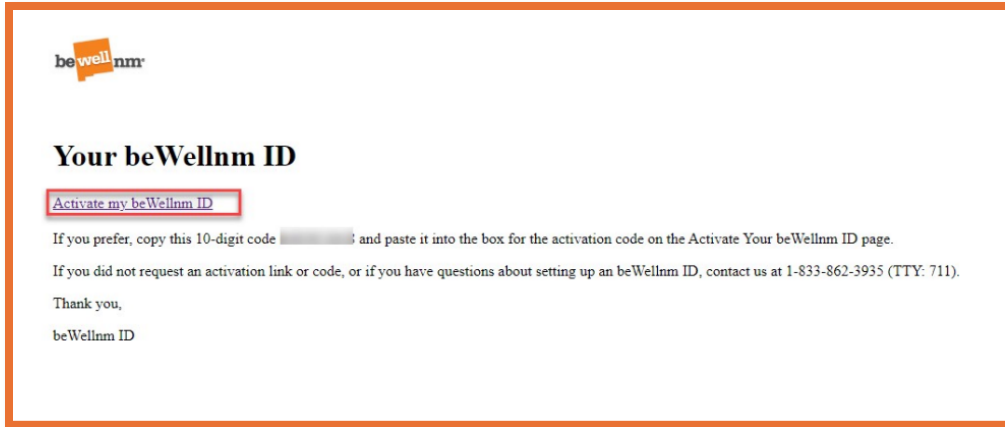 be well nm
Your beWellnm ID
Activate my beWellnm ID
If you prefer, copy this 10-digit code and paste it into the box for the activation code on the Activate Your beWellnm ID page.
If you did not request an activation link or code, or if you have questions about setting up an beWellnm ID, contact us at 1-833-862-3935 (TTY: 711).
Thank you,
beWellnm ID